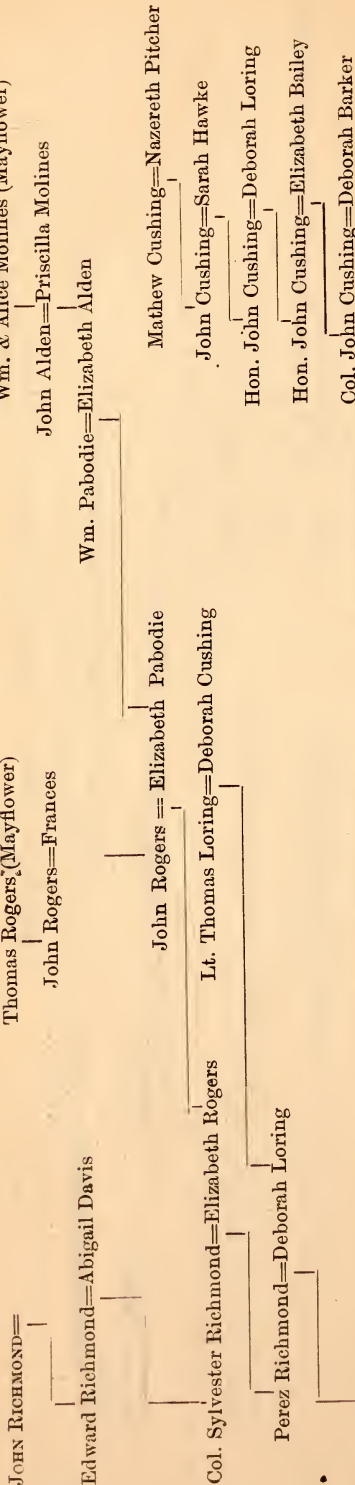 JOHN RICHMOND=
Thomas Rogers (Mayflower)
Wm. & Alice Molines (Mayflower)
John Rogers=Frances
John Alden=Priscilla Molines
Edward Richmond=Abigail Davis
Wm. Pabodie=Elizabeth Alden
John Rogers == Elizabeth Pabodie
Mathew Cushing=Nazereth Pitcher
Col. Sylvester Richmond=Elizabeth Rogers
Lt. Thomas Loring=Deborah Cushing
John Cushing=Sarah Hawke
Hon. John Cushing=Deborah Loring
Perez Richmond=Deborah Loring
Hon. John Cushing=Elizabeth Bailey
Col. John Cushing=Deborah Barker